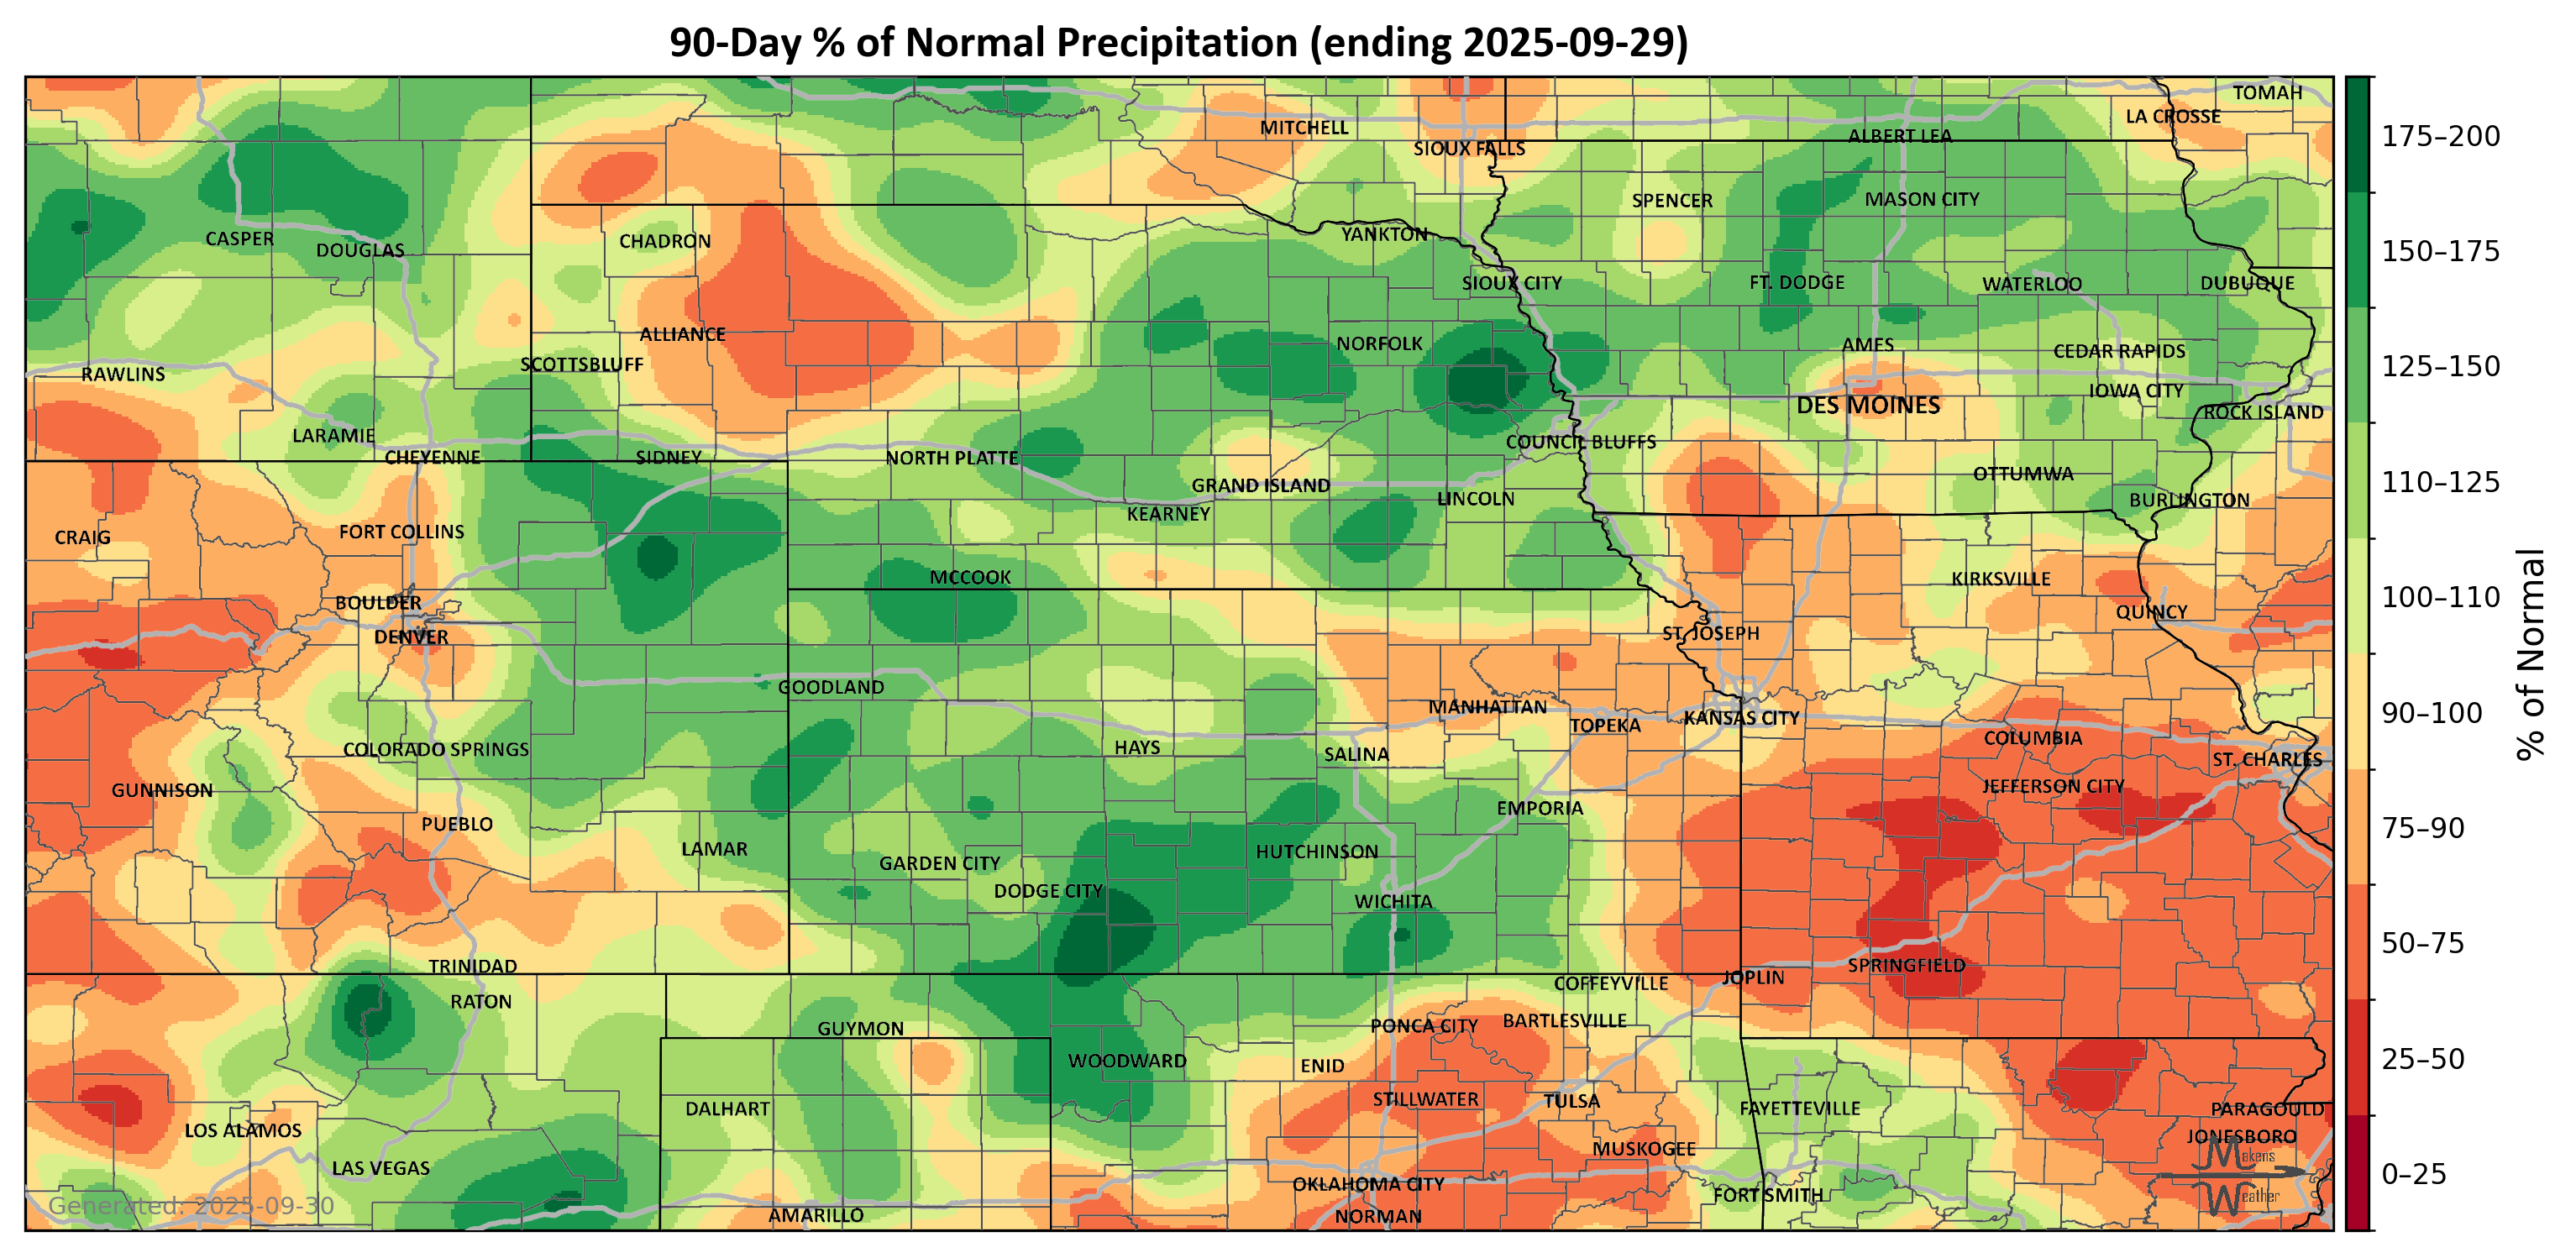 90-Day % of Normal Precipitation (ending 2025-09-29)
TOMAH
LA CROSSE
MITCHELL
ALBERT LEA
SIOUX FALLS
SPENCER
MASON CITY
CASPER
DOUGLAS
CHADRON
YANKTON
SIOUX CITY
FT. DODGE
WATERLOO
DUBUQUE
ALLIANCE
NORFOLK
AMES
CEDAR RAPIDS
SCOTTSBLUFF
RAWLINS
IOWA CITY
DES MOINES
ROCK ISLAND
LARAMIE
COUNCIL BLUFFS
CHEYENNE
SIDNEY
NORTH PLATTE
OTTUMWA
GRAND ISLAND
LINCOLN
BURLINGTON
KEARNEY
CRAIG
FORT COLLINS
MCCOOK
KIRKSVILLE
BOULDER
QUINCY
DENVER
ST. JOSEPH
GOODLAND
MANHATTAN
TOPEKA
KANSAS CITY
COLORADO SPRINGS
HAYS
SALINA
COLUMBIA
ST. CHARLES
GUNNISON
JEFFERSON CITY
EMPORIA
PUEBLO
LAMAR
GARDEN CITY
HUTCHINSON
DODGE CITY
WICHITA
TRINIDAD
SPRINGFIELD
JOPLIN
COFFEYVILLE
RATON
GUYMON
PONCA CITY
BARTLESVILLE
WOODWARD
ENID
STILLWATER
TULSA
DALHART
FAYETTEVILLE
PARAGOULD
LOS ALAMOS
JONESBORO
MUSKOGEE
LAS VEGAS
OKLAHOMA CITY
FORT SMITH
AMARILLO
NORMAN
Makens
Weather
Generated: 2025-09-30
175–200
150–175
125–150
110–125
100–110
90–100
75–90
50–75
25–50
0–25
% of Normal